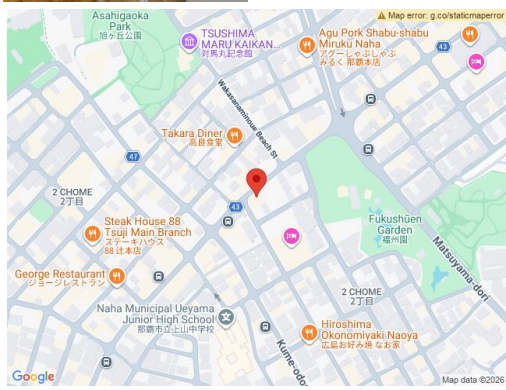 Map error: g.co/staticmaperror
Asahigaoka
Park
旭ヶ丘公園
TSUSHIMA
MARU KAIKAN...
対馬丸記念館
Agu Pork Shabu-shabu
Miruku Naha
アグーしゃぶしゃぶ
みるく 那覇本店
43
Wakasanaminoue Beach St
Takara Diner
高良食堂
47
2 CHOME
2丁目
43
Steak House 88
Tsuji Main Branch
ステーキハウス
88 辻本店
Fukushūen
Garden
福州園
Matsuyama-dori
George Restaurant
ジョージレストラン
Naha Municipal Ueyama
Junior High School
那覇市立上山中学校
2 CHOME
2丁目
Hiroshima
Okonomiyaki Naoya
広島お好み焼 なお家
Kume-odo
Google
Map data ©2026